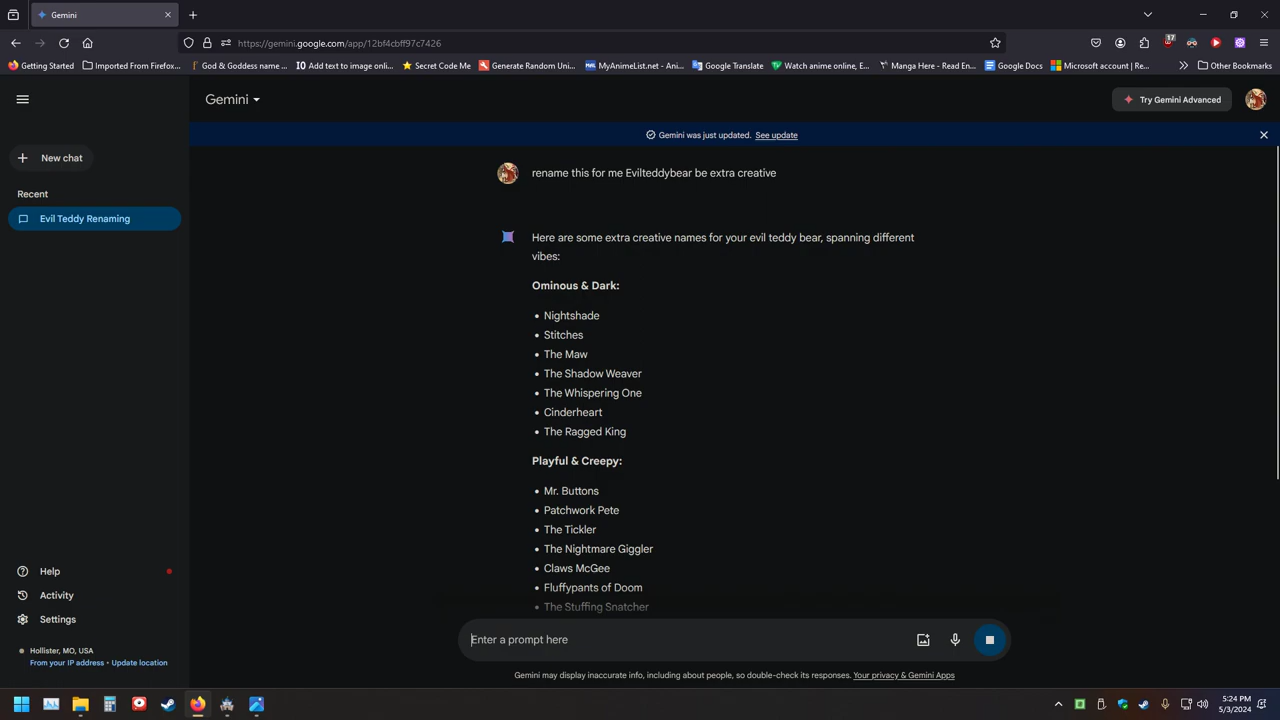 Gemini
https://gemini.google.com/app/12bf4cbff97c7426
Getting Started
Imported From Firefox...
God & Goddess name ...
Add text to image onl...
Secret Code Me
Generate Random Uni...
MyAnimeList.net - Ani...
Google Translate
Watch anime online, E...
Manga Here - Read En...
Google Docs
Microsoft account | Re...
Other Bookmarks
17
Gemini
Try Gemini Advanced
Gemini was just updated. See update
New chat
Recent
Evil Teddy Renaming
rename this for me Evilteddybear be extra creative
Here are some extra creative names for your evil teddy bear, spanning different
vibes:
Ominous & Dark:
• Nightshade
• Stitches
• The Maw
• The Shadow Weaver
• The Whispering One
• Cinderheart
• The Ragged King
Playful & Creepy:
• Mr. Buttons
• Patchwork Pete
• The Tickler
• The Nightmare Giggler
• Claws McGee
• Fluffypants of Doom
• The Stuffing Snatcher
Help
Activity
Settings
Hollister, MO, USA
From your IP address • Update location
Enter a prompt here
Gemini may display inaccurate info, including about people, so double-check its responses. Your privacy & Gemini Apps
5:24 PM
5/3/2024